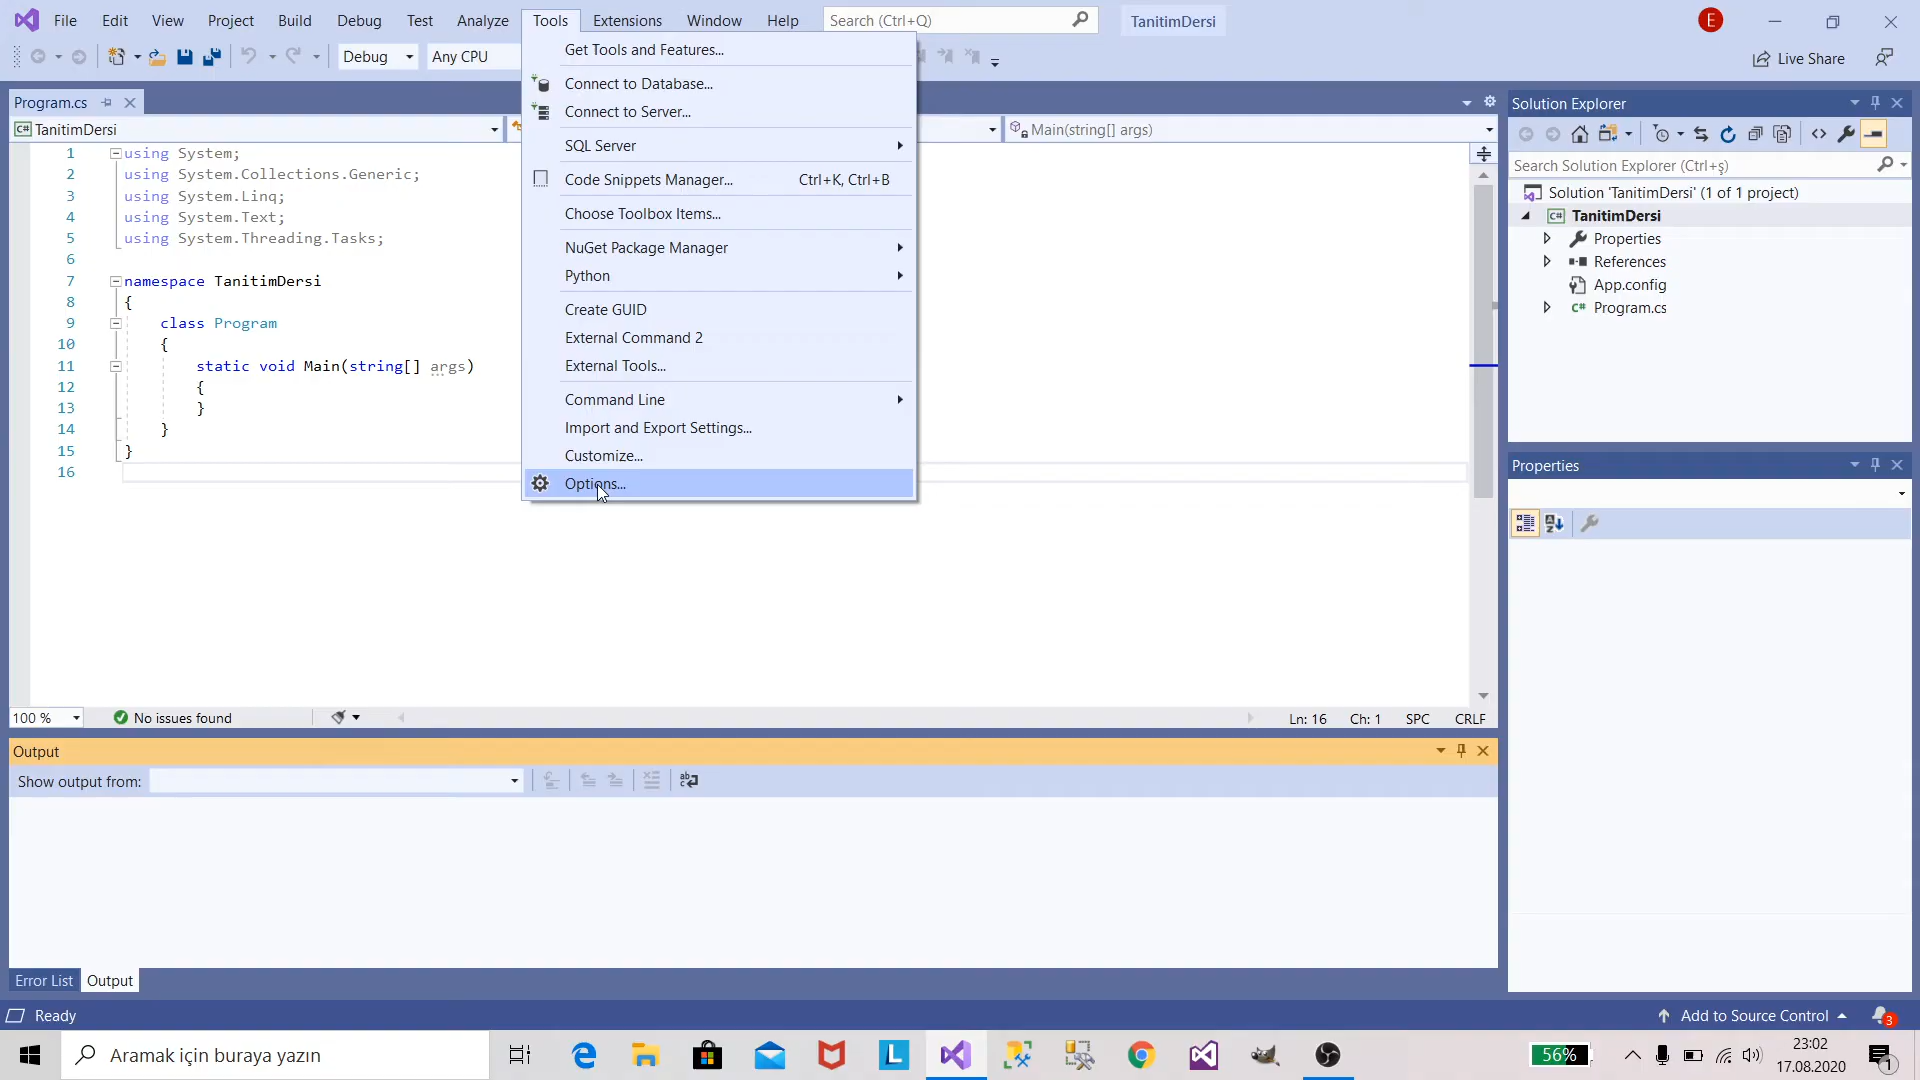 File Edit View Project Build Debug Test Analyze Tools Extensions Window Help Search (Ctrl+Q) TanitimDersi E
Debug Any CPU Live Share
Get Tools and Features...
Connect to Database...
Connect to Server...
SQL Server
Code Snippets Manager... Ctrl+K, Ctrl+B
Choose Toolbox Items...
NuGet Package Manager
Python
Create GUID
External Command 2
External Tools...
Command Line
Import and Export Settings...
Customize...
Options...
Program.cs
TanitimDersi
Main(string[] args)
1 using System;
2 using System.Collections.Generic;
3 using System.Linq;
4 using System.Text;
5 using System.Threading.Tasks;
6
7 namespace TanitimDersi
8 {
9 class Program
10 {
11 static void Main(string[] args)
12 {
13 }
14 }
15 }
16
100 % No issues found Ln: 16 Ch: 1 SPC CRLF
Output
Show output from:
Error List Output
Solution Explorer
Search Solution Explorer (Ctrl+ş)
Solution 'TanitimDersi' (1 of 1 project)
C# TanitimDersi
Properties
References
App.config
C# Program.cs
Properties
Ready Add to Source Control 3
Aramak için buraya yazın L 56% 23:02
17.08.2020 1